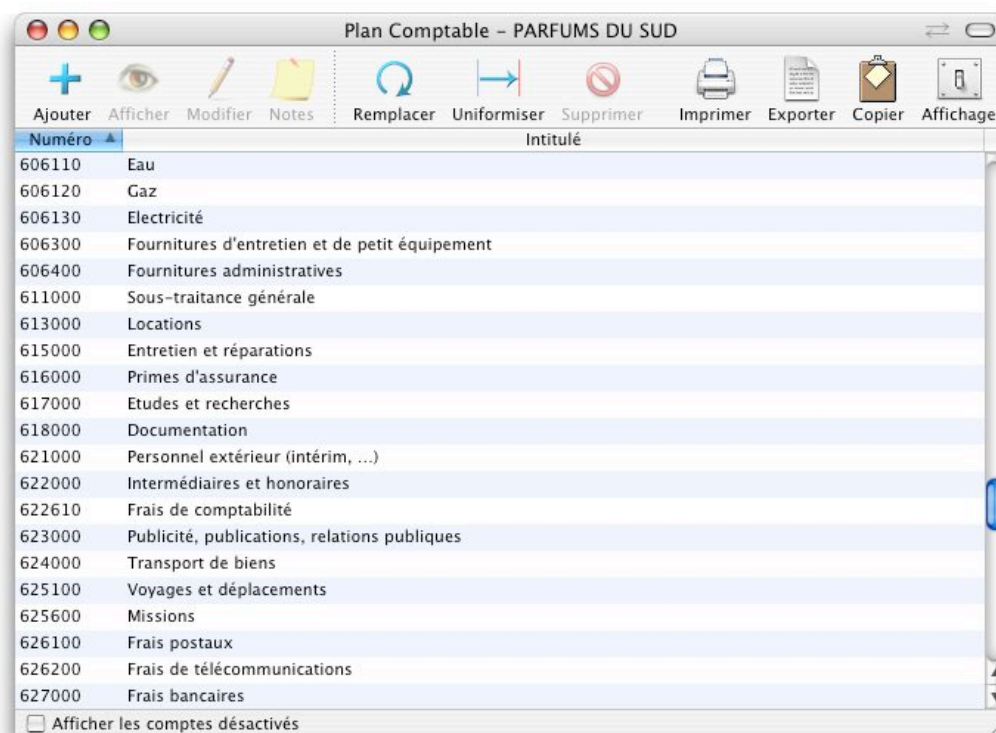 Plan Comptable – PARFUMS DU SUD
Ajouter Afficher Modifier Notes Remplacer Uniformiser Supprimer Imprimer Exporter Copier Affichage
Numéro Intitulé
606110 Eau
606120 Gaz
606130 Electricité
606300 Fournitures d'entretien et de petit équipement
606400 Fournitures administratives
611000 Sous-traitance générale
613000 Locations
615000 Entretien et réparations
616000 Primes d'assurance
617000 Etudes et recherches
618000 Documentation
621000 Personnel extérieur (intérim, ...)
622000 Intermédiaires et honoraires
622610 Frais de comptabilité
623000 Publicité, publications, relations publiques
624000 Transport de biens
625100 Voyages et déplacements
625600 Missions
626100 Frais postaux
626200 Frais de télécommunications
627000 Frais bancaires
Afficher les comptes désactivés